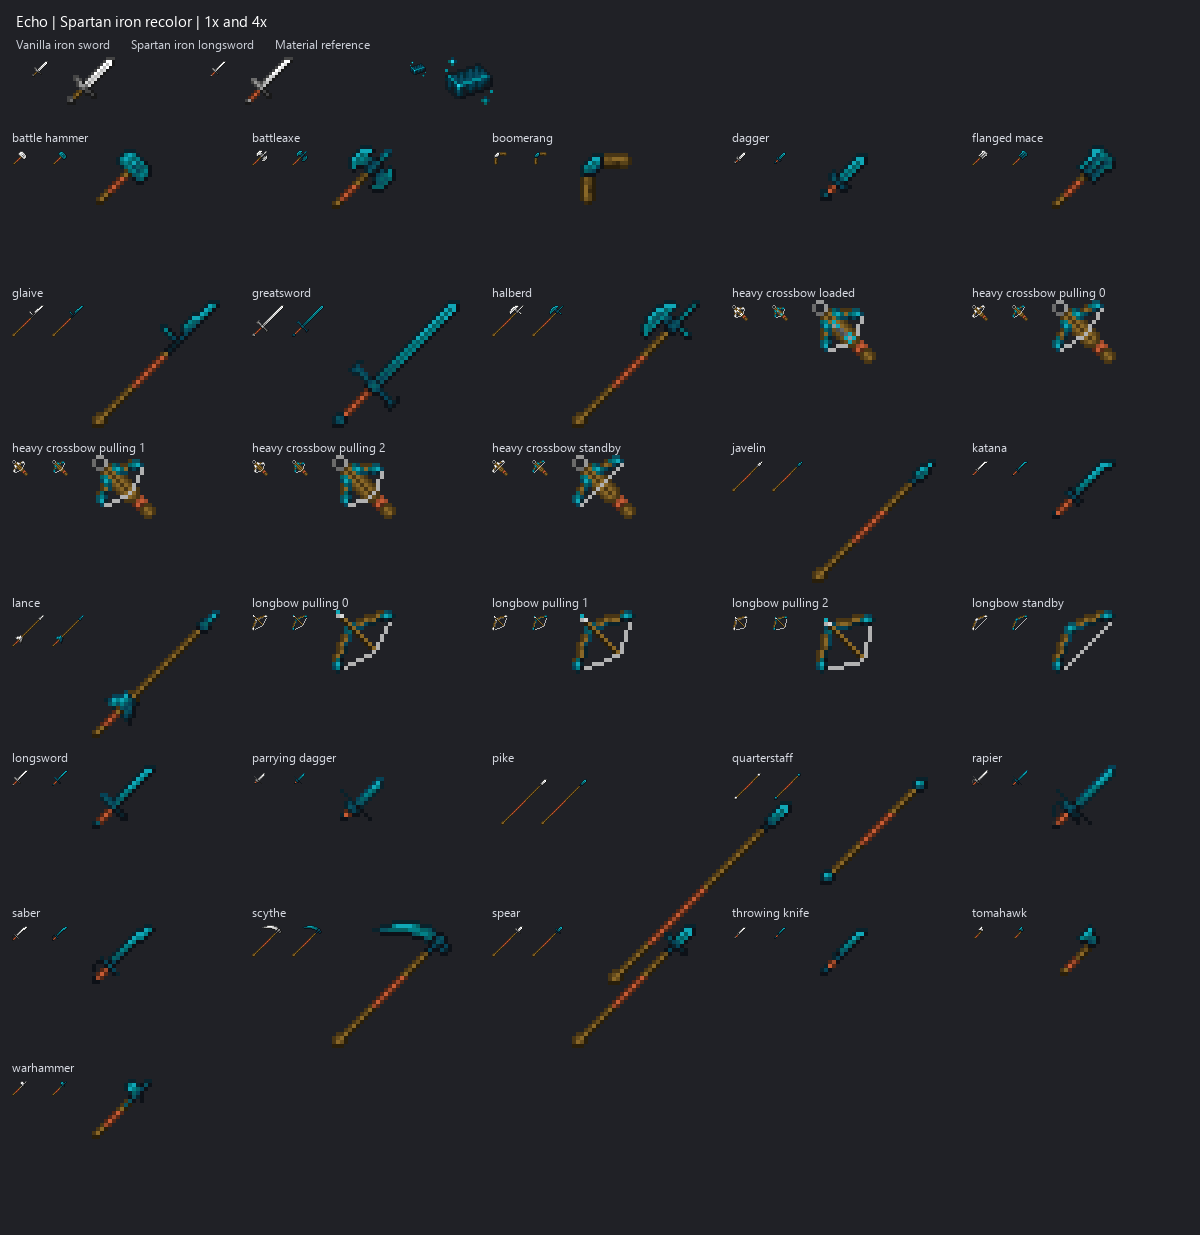 Echo | Spartan iron recolor | 1x and 4x
Vanilla iron sword Spartan iron longsword Material reference
battle hammer battleaxe boomerang dagger flanged mace
glaive greatsword halberd heavy crossbow loaded heavy crossbow pulling 0
heavy crossbow pulling 1 heavy crossbow pulling 2 heavy crossbow standby javelin katana
lance longbow pulling 0 longbow pulling 1 longbow pulling 2 longbow standby
longsword parrying dagger pike quarterstaff rapier
saber scythe spear throwing knife tomahawk
warhammer